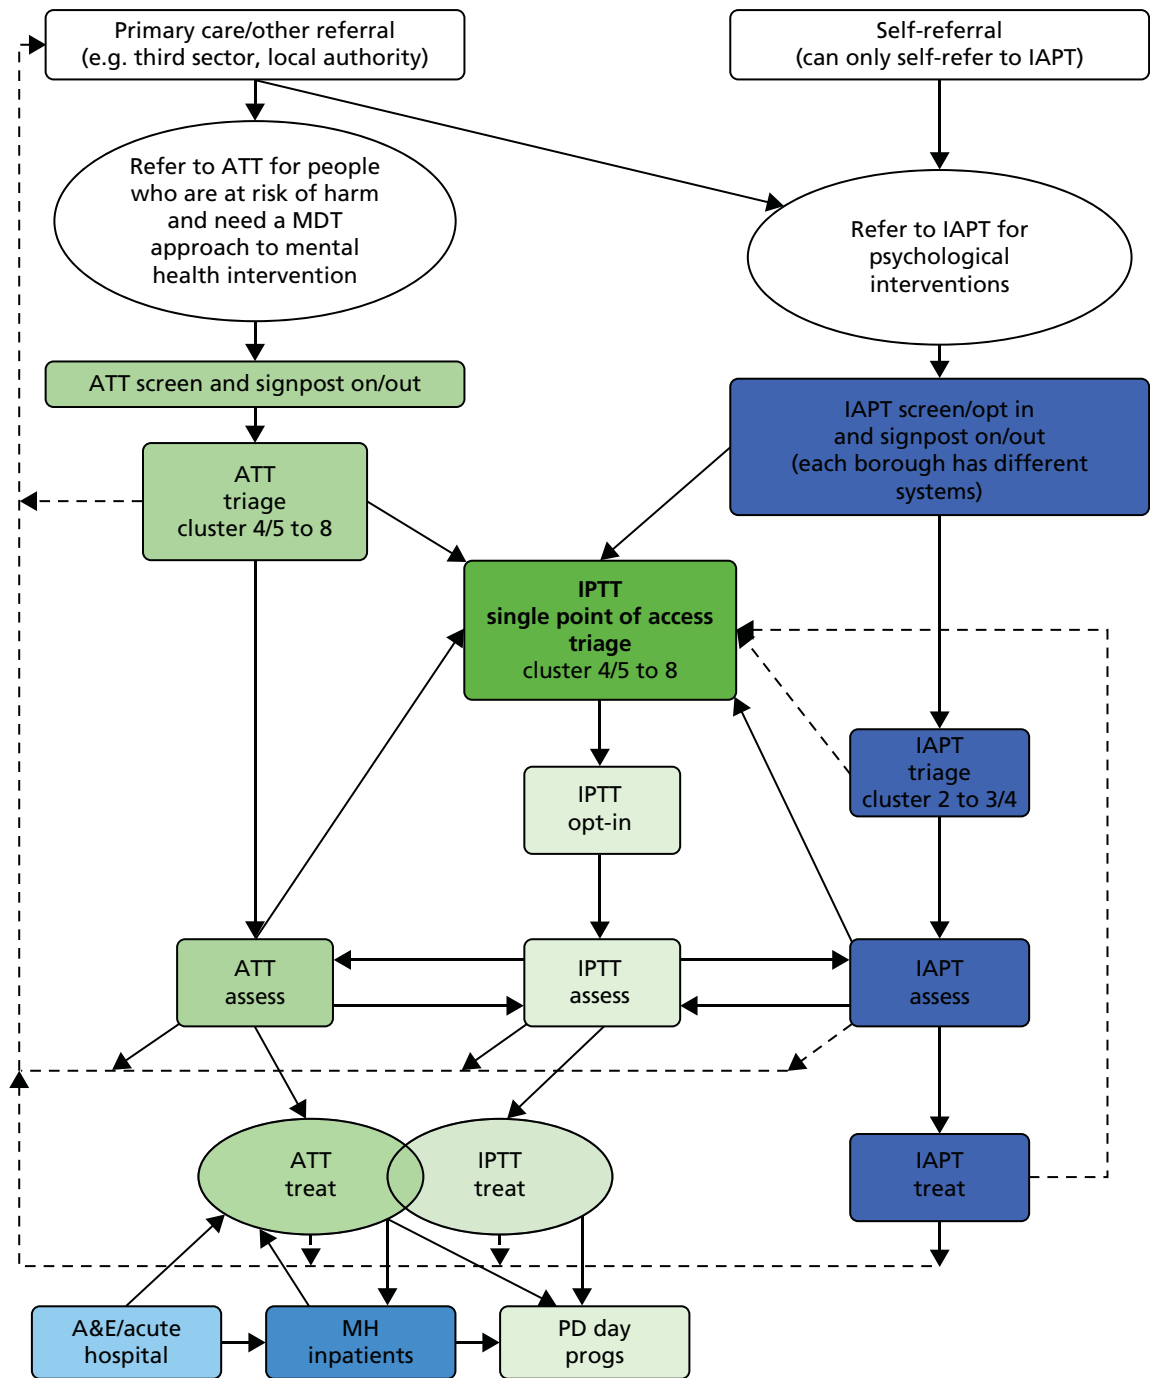 Primary care/other referral
(e.g. third sector, local authority)
Self-referral
(can only self-refer to IAPT)
Refer to ATT for people
who are at risk of harm
and need a MDT
approach to mental
health intervention
Refer to IAPT for
psychological
interventions
ATT screen and signpost on/out
IAPT screen/opt in
and signpost on/out
(each borough has different
systems)
ATT
triage
cluster 4/5 to 8
IPTT
single point of access
triage
cluster 4/5 to 8
IAPT
triage
cluster 2 to 3/4
IPTT
opt-in
ATT
assess
IPTT
assess
IAPT
assess
ATT
treat
IPTT
treat
IAPT
treat
A&E/acute
hospital
MH
inpatients
PD day
progs